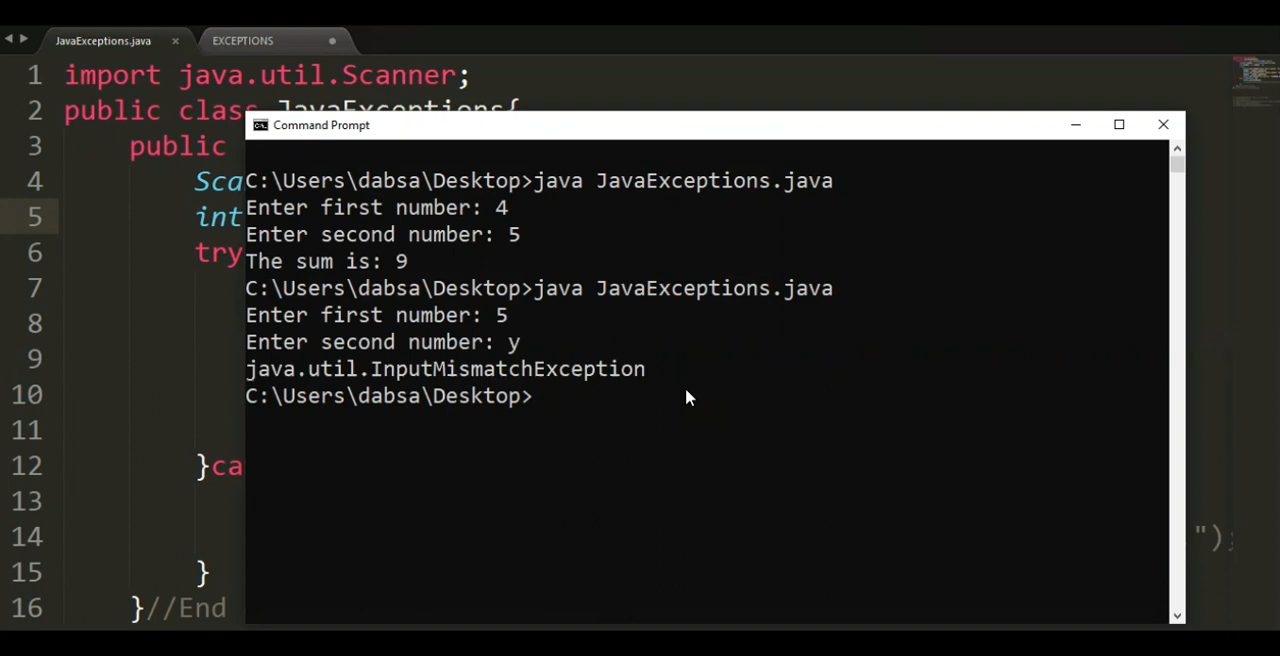 JavaExceptions.java × EXCEPTIONS
1 import java.util.Scanner;
2 public class JavaExceptions{
3 public
4 Sca
5 int
6 try
7
8
9
10
11
12 }ca
13
14 ");
15 }
16 }//End
Command Prompt
C:\Users\dabsa\Desktop>java JavaExceptions.java
Enter first number: 4
Enter second number: 5
The sum is: 9
C:\Users\dabsa\Desktop>java JavaExceptions.java
Enter first number: 5
Enter second number: y
java.util.InputMismatchException
C:\Users\dabsa\Desktop>